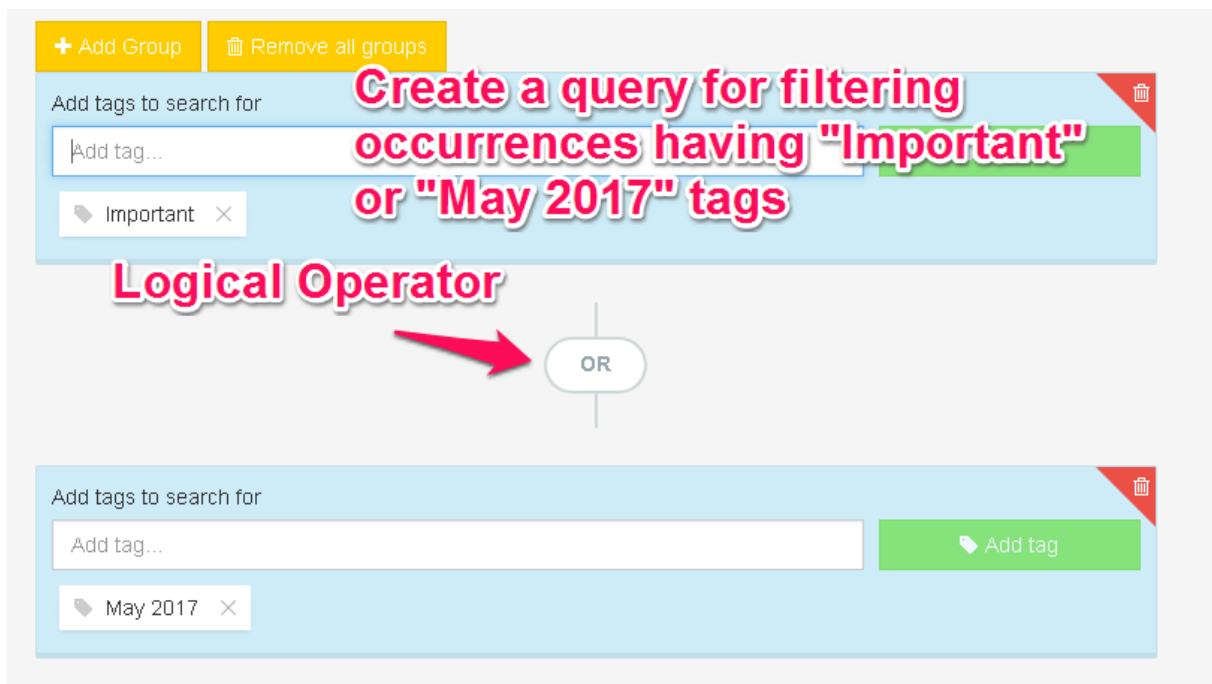 Add Group
Remove all groups
Create a query for filtering
occurrences having "Important"
or "May 2017" tags
Add tags to search for
Add tag...
Important
Logical Operator
OR
Add tags to search for
Add tag...
Add tag
May 2017